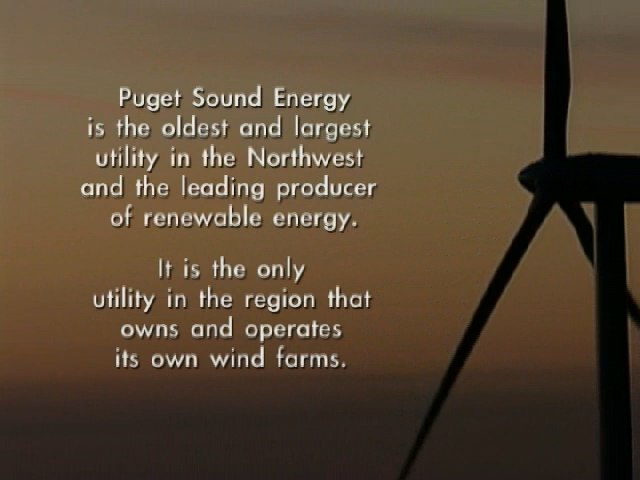 Puget Sound Energy
is the oldest and largest
utility in the Northwest
and the leading producer
of renewable energy.
It is the only
utility in the region that
owns and operates
its own wind farms.